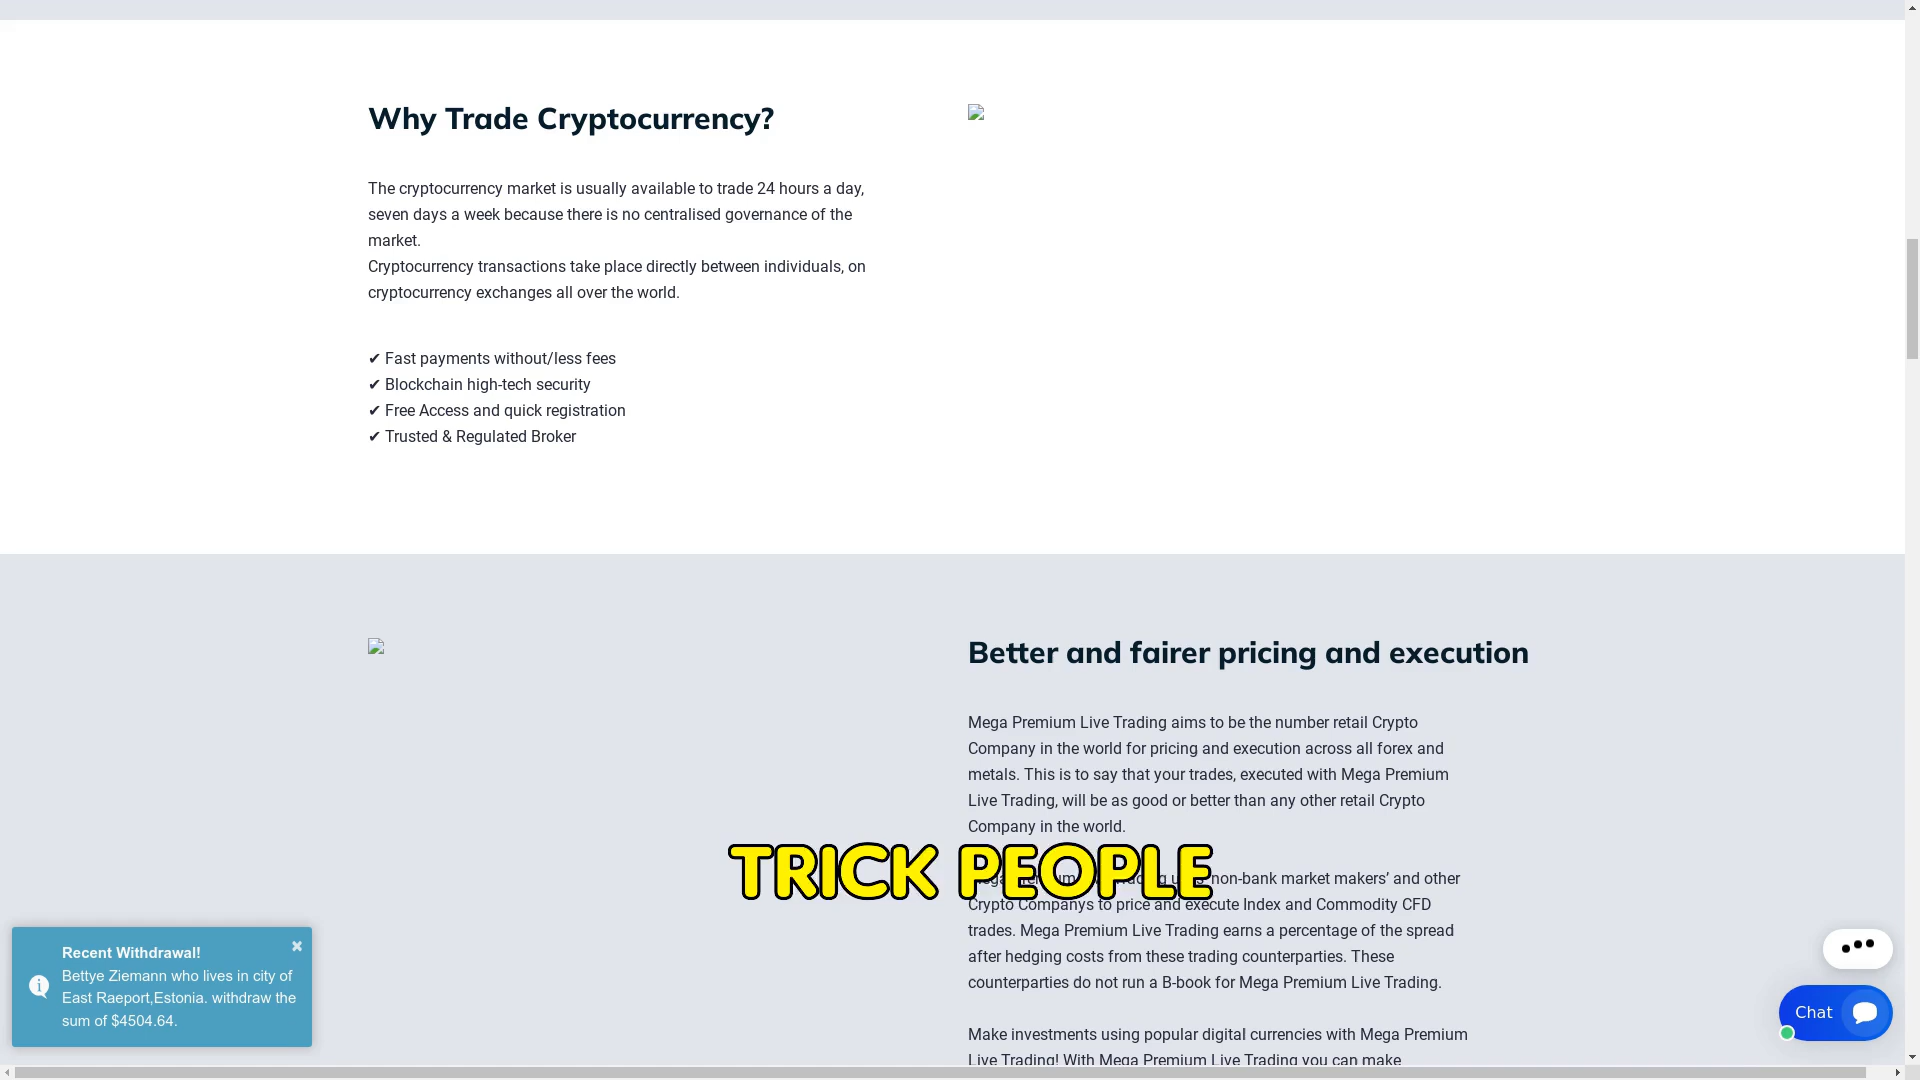 Why Trade Cryptocurrency?
The cryptocurrency market is usually available to trade 24 hours a day,
seven days a week because there is no centralised governance of the
market.
Cryptocurrency transactions take place directly between individuals, on
cryptocurrency exchanges all over the world.
✔ Fast payments without/less fees
✔ Blockchain high-tech security
✔ Free Access and quick registration
✔ Trusted & Regulated Broker
Better and fairer pricing and execution
Mega Premium Live Trading aims to be the number retail Crypto
Company in the world for pricing and execution across all forex and
metals. This is to say that your trades, executed with Mega Premium
Live Trading, will be as good or better than any other retail Crypto
Company in the world.
TRICK PEOPLE
non-bank market makers’ and other
Crypto Companys to price and execute Index and Commodity CFD
trades. Mega Premium Live Trading earns a percentage of the spread
after hedging costs from these trading counterparties. These
counterparties do not run a B-book for Mega Premium Live Trading.
Make investments using popular digital currencies with Mega Premium
Live Trading! With Mega Premium Live Trading you can make
Recent Withdrawal!
×
Bettye Ziemann who lives in city of
East Raeport,Estonia. withdraw the
sum of $4504.64.
Chat